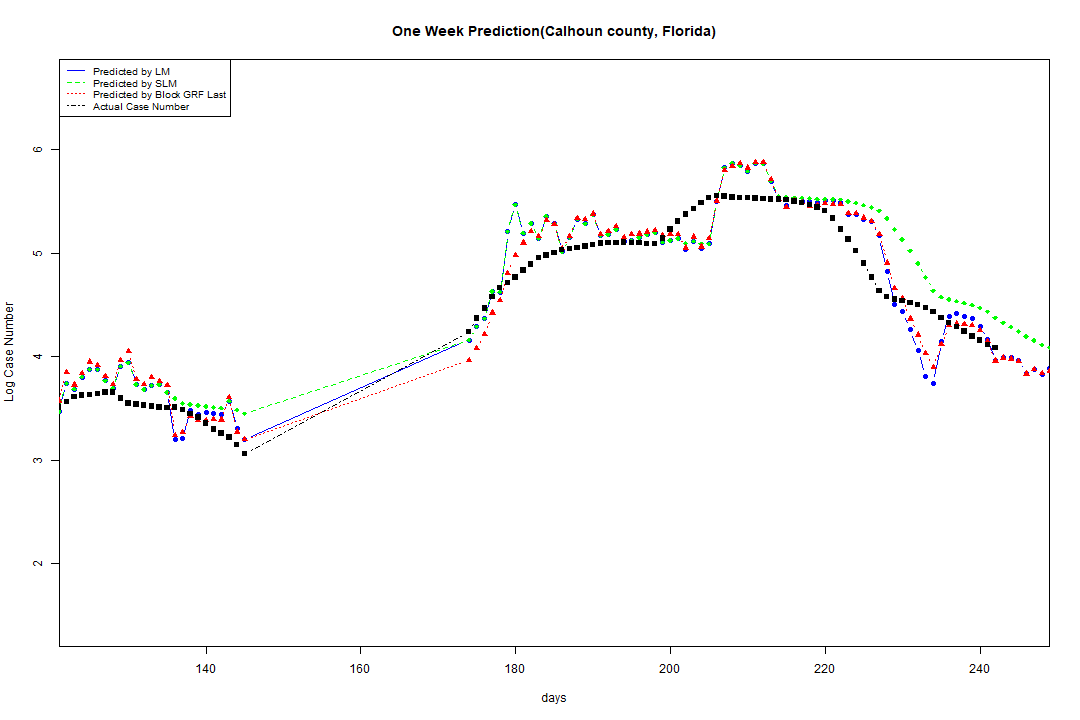 One Week Prediction(Calhoun county, Florida)
Predicted by LM
Predicted by SLM
Predicted by Block GRF Last
Actual Case Number
Log Case Number
6
5
4
3
2
140 160 180 200 220 240
days